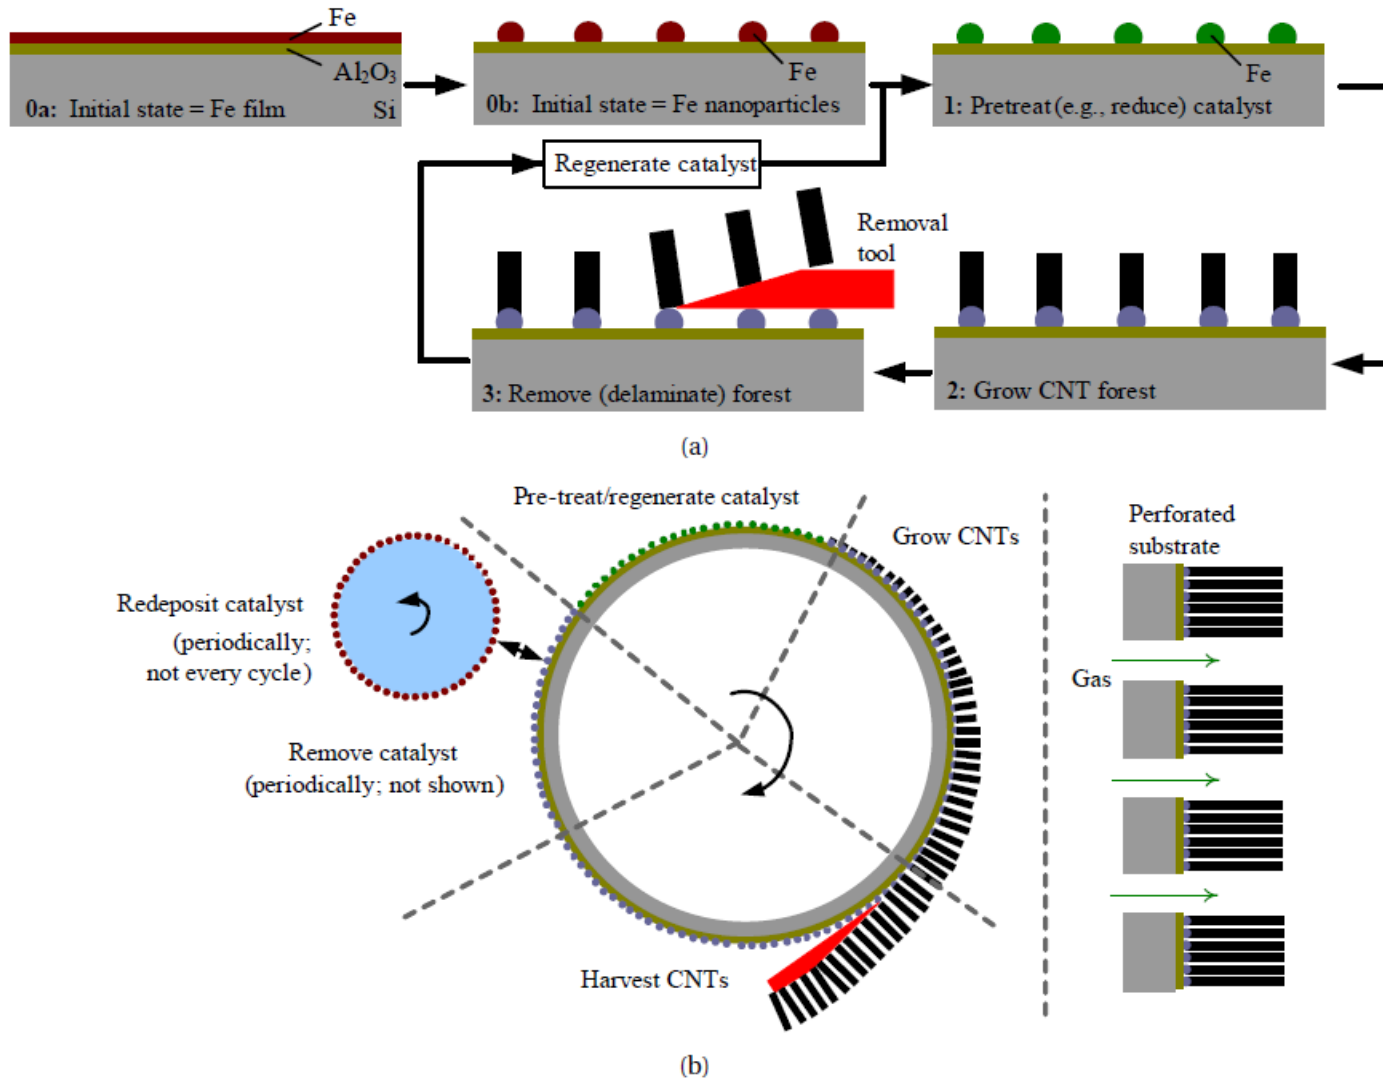 Fe
Al₂O₃
0a: Initial state = Fe film
Si
Fe
0b: Initial state = Fe nanoparticles
Fe
1: Pretreat (e.g., reduce) catalyst
Regenerate catalyst
Removal
tool
3: Remove (delaminate) forest
2: Grow CNT forest
(a)
Pre-treat/regenerate catalyst
Grow CNTs
Perforated
substrate
Redeposit catalyst
(periodically;
not every cycle)
Gas
Remove catalyst
(periodically; not shown)
Harvest CNTs
(b)